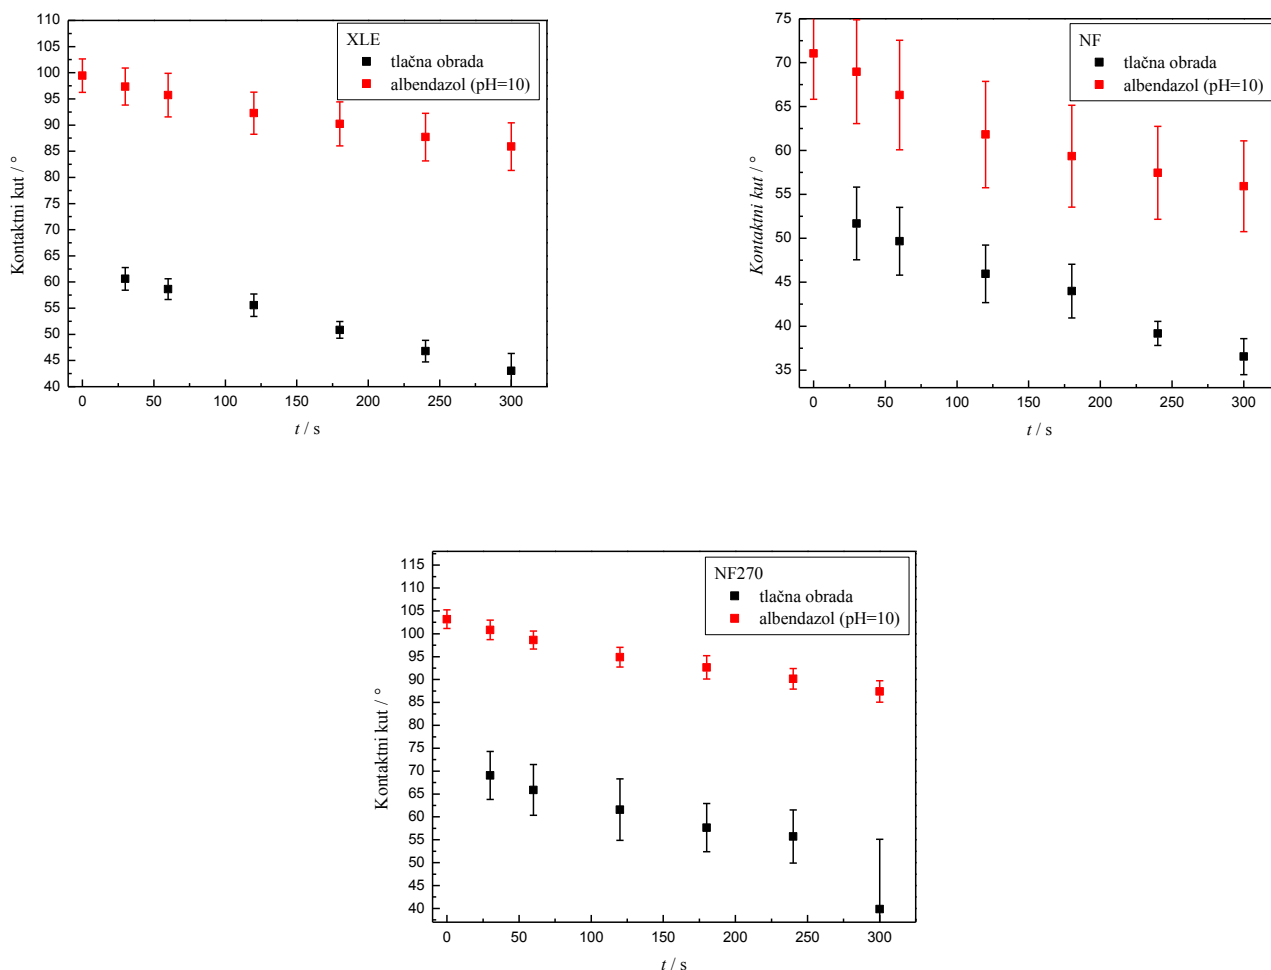 XLE
tlačna obrada
albendazol (pH=10)
110
105
100
95
90
85
80
75
70
65
60
55
50
45
40
Kontaktni kut / °
0 50 100 150 200 250 300
t / s
NF
tlačna obrada
albendazol (pH=10)
75
70
65
60
55
50
45
40
35
Kontaktni kut / °
0 50 100 150 200 250 300
t / s
NF270
tlačna obrada
albendazol (pH=10)
115
110
105
100
95
90
85
80
75
70
65
60
55
50
45
40
Kontaktni kut / °
0 50 100 150 200 250 300
t / s